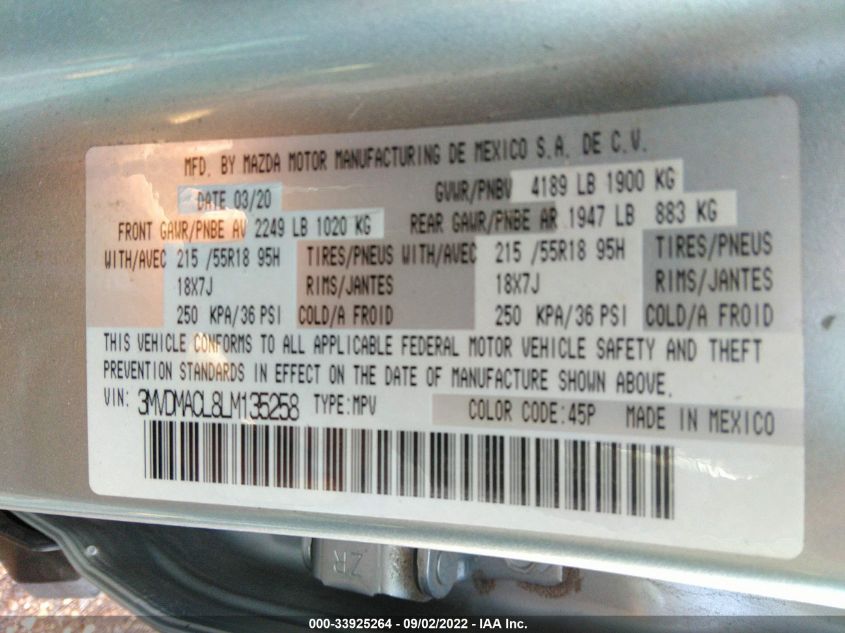 MFD. BY MAZDA MOTOR MANUFACTURING DE MEXICO S.A. DE C.V.
DATE 03/20 GVWR/PNBV 4189 LB 1900 KG
FRONT GAWR/PNBE AV 2249 LB 1020 KG REAR GAWR/PNBE AR 1947 LB 883 KG
WITH/AVEC 215 /55R18 95H TIRES/PNEUS WITH/AVEC 215 /55R18 95H TIRES/PNEUS
18X7J RIMS/JANTES 18X7J RIMS/JANTES
250 KPA/36 PSI COLD/A FROID 250 KPA/36 PSI COLD/A FROID
THIS VEHICLE CONFORMS TO ALL APPLICABLE FEDERAL MOTOR VEHICLE SAFETY AND THEFT
PREVENTION STANDARDS IN EFFECT ON THE DATE OF MANUFACTURE SHOWN ABOVE.
VIN: 3MVDMACL8LM135258 TYPE:MPV COLOR CODE:45P MADE IN MEXICO
ZR
000-33925264 - 09/02/2022 - IAA Inc.